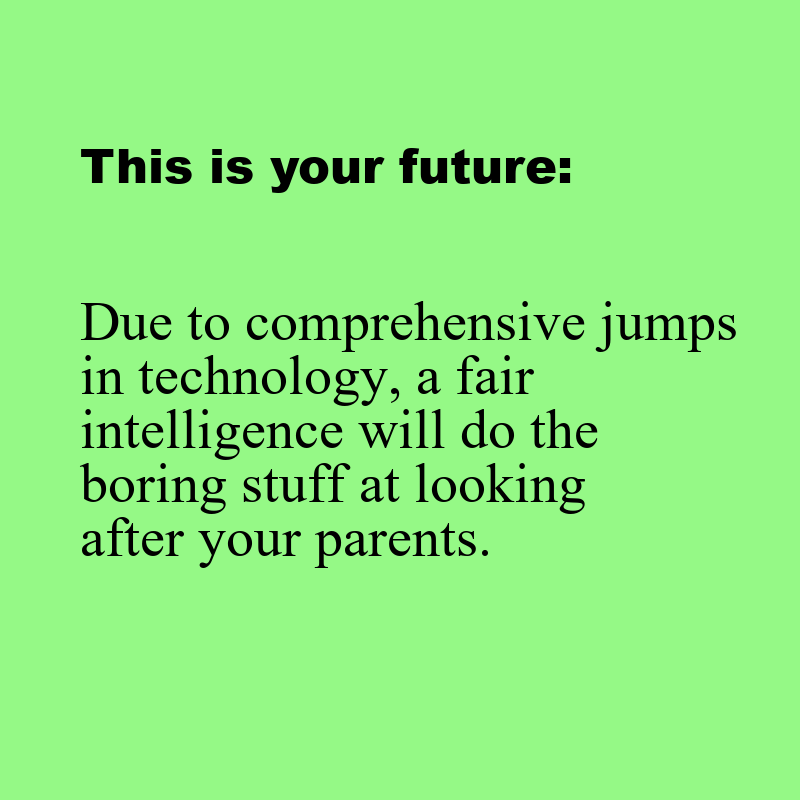 This is your future:
Due to comprehensive jumps
in technology, a fair
intelligence will do the
boring stuff at looking
after your parents.